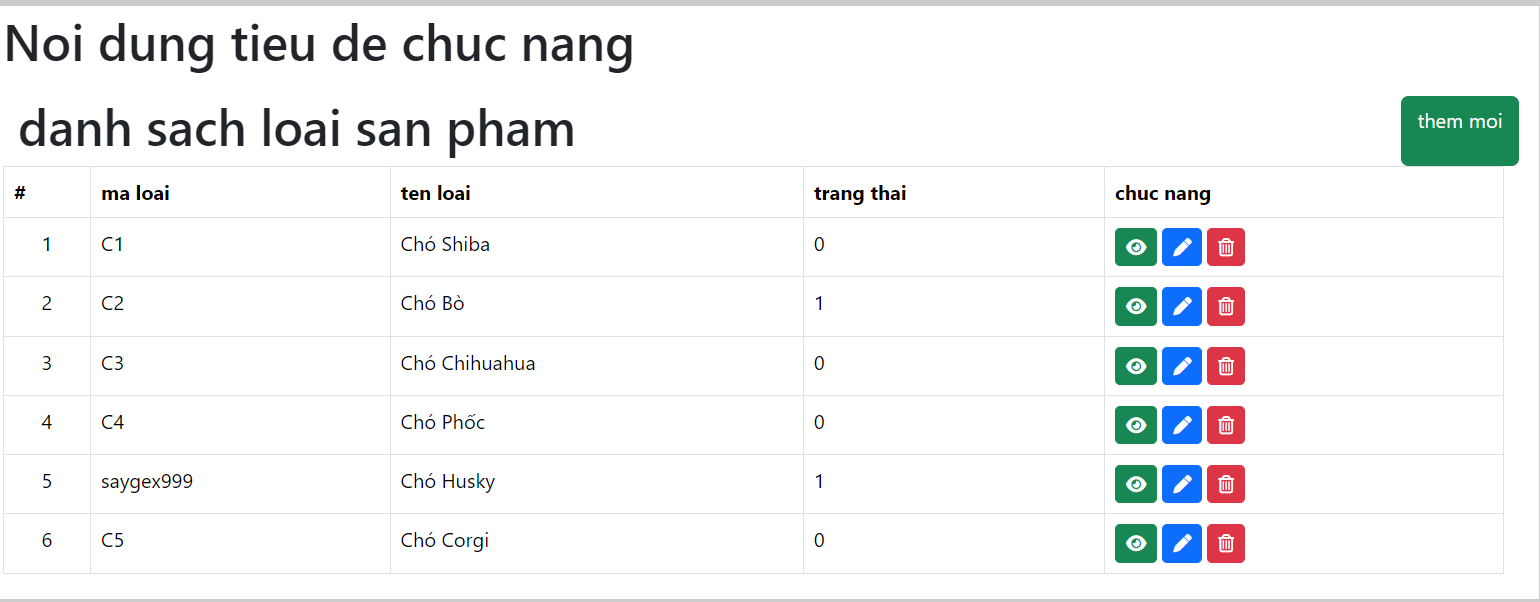 Noi dung tieu de chuc nang
danh sach loai san pham
them moi
# ma loai ten loai trang thai chuc nang
1 C1 Chó Shiba 0
2 C2 Chó Bò 1
3 C3 Chó Chihuahua 0
4 C4 Chó Phốc 0
5 saygex999 Chó Husky 1
6 C5 Chó Corgi 0